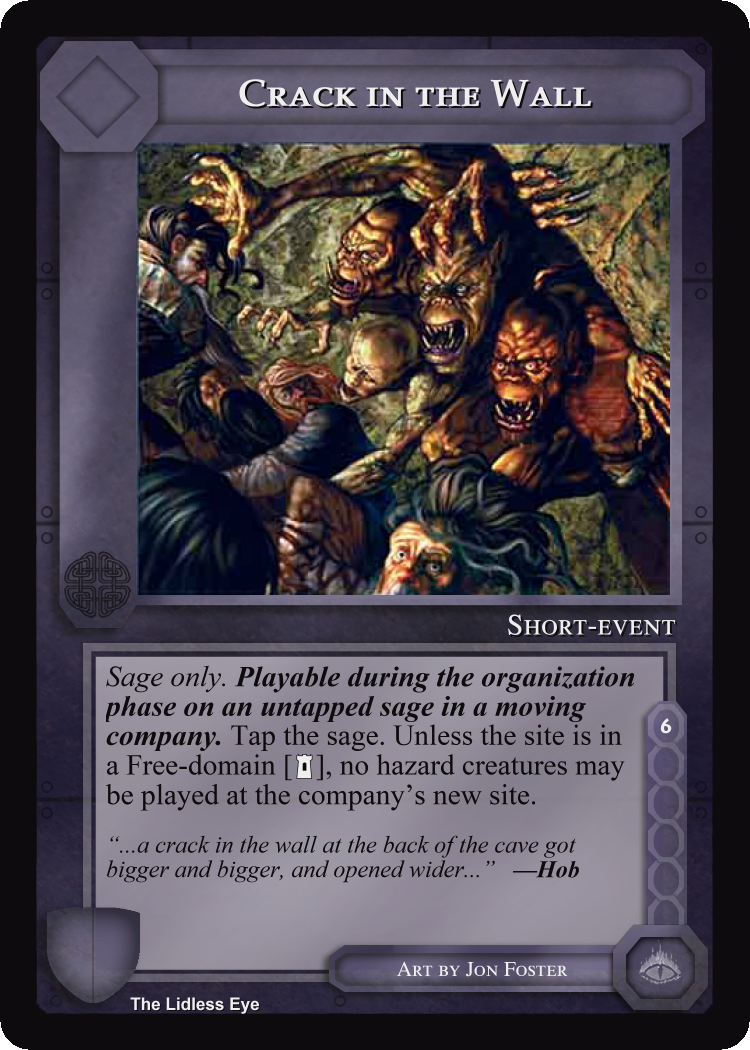 Crack in the Wall
Short-event
Sage only. Playable during the organization
phase on an untapped sage in a moving
company. Tap the sage. Unless the site is in
a Free-domain [ ], no hazard creatures may
be played at the company's new site.
6
“...a crack in the wall at the back of the cave got
bigger and bigger, and opened wider...” —Hob
Art by Jon Foster
The Lidless Eye